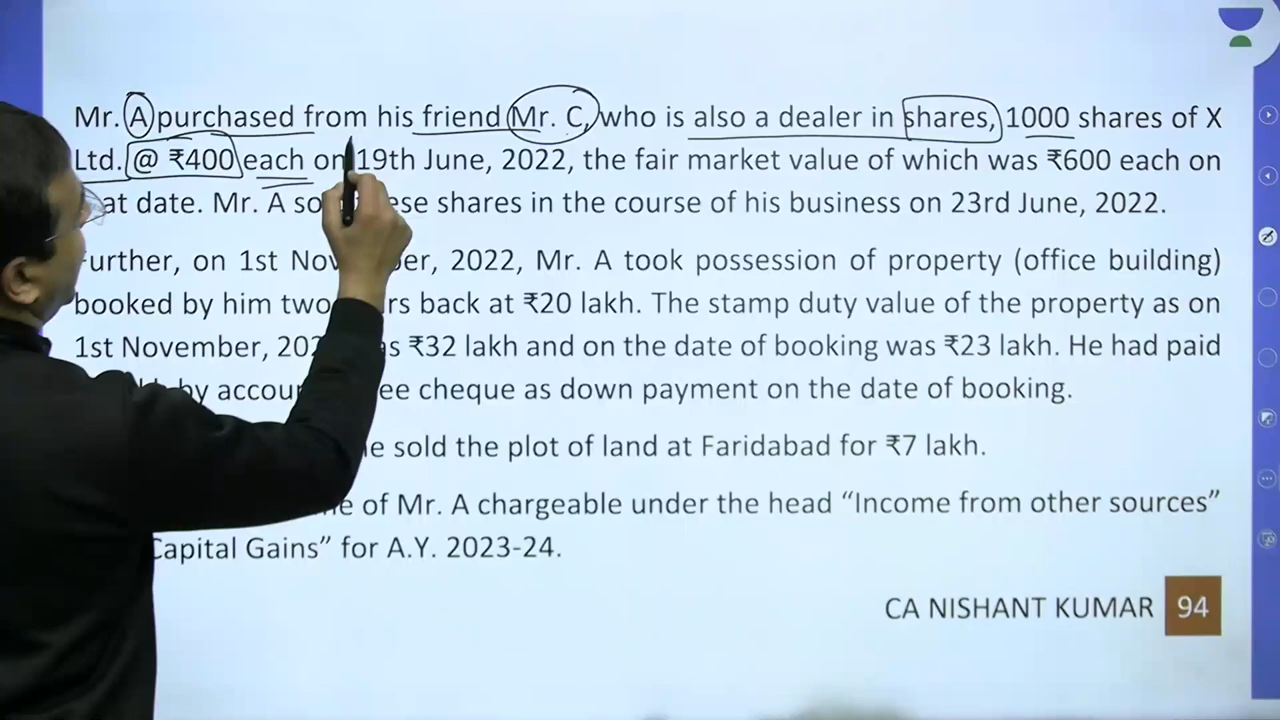 Mr. A purchased from his friend Mr. C, who is also a dealer in shares, 1000 shares of X
Ltd. @ ₹400 each on 19th June, 2022, the fair market value of which was ₹600 each on
at date. Mr. A so ese shares in the course of his business on 23rd June, 2022.
urther, on 1st Nov er, 2022, Mr. A took possession of property (office building)
booked by him two rs back at ₹20 lakh. The stamp duty value of the property as on
1st November, 202 as ₹32 lakh and on the date of booking was ₹23 lakh. He had paid
by accoun ee cheque as down payment on the date of booking.
e sold the plot of land at Faridabad for ₹7 lakh.
e of Mr. A chargeable under the head “Income from other sources”
Capital Gains” for A.Y. 2023-24.
CA NISHANT KUMAR 94